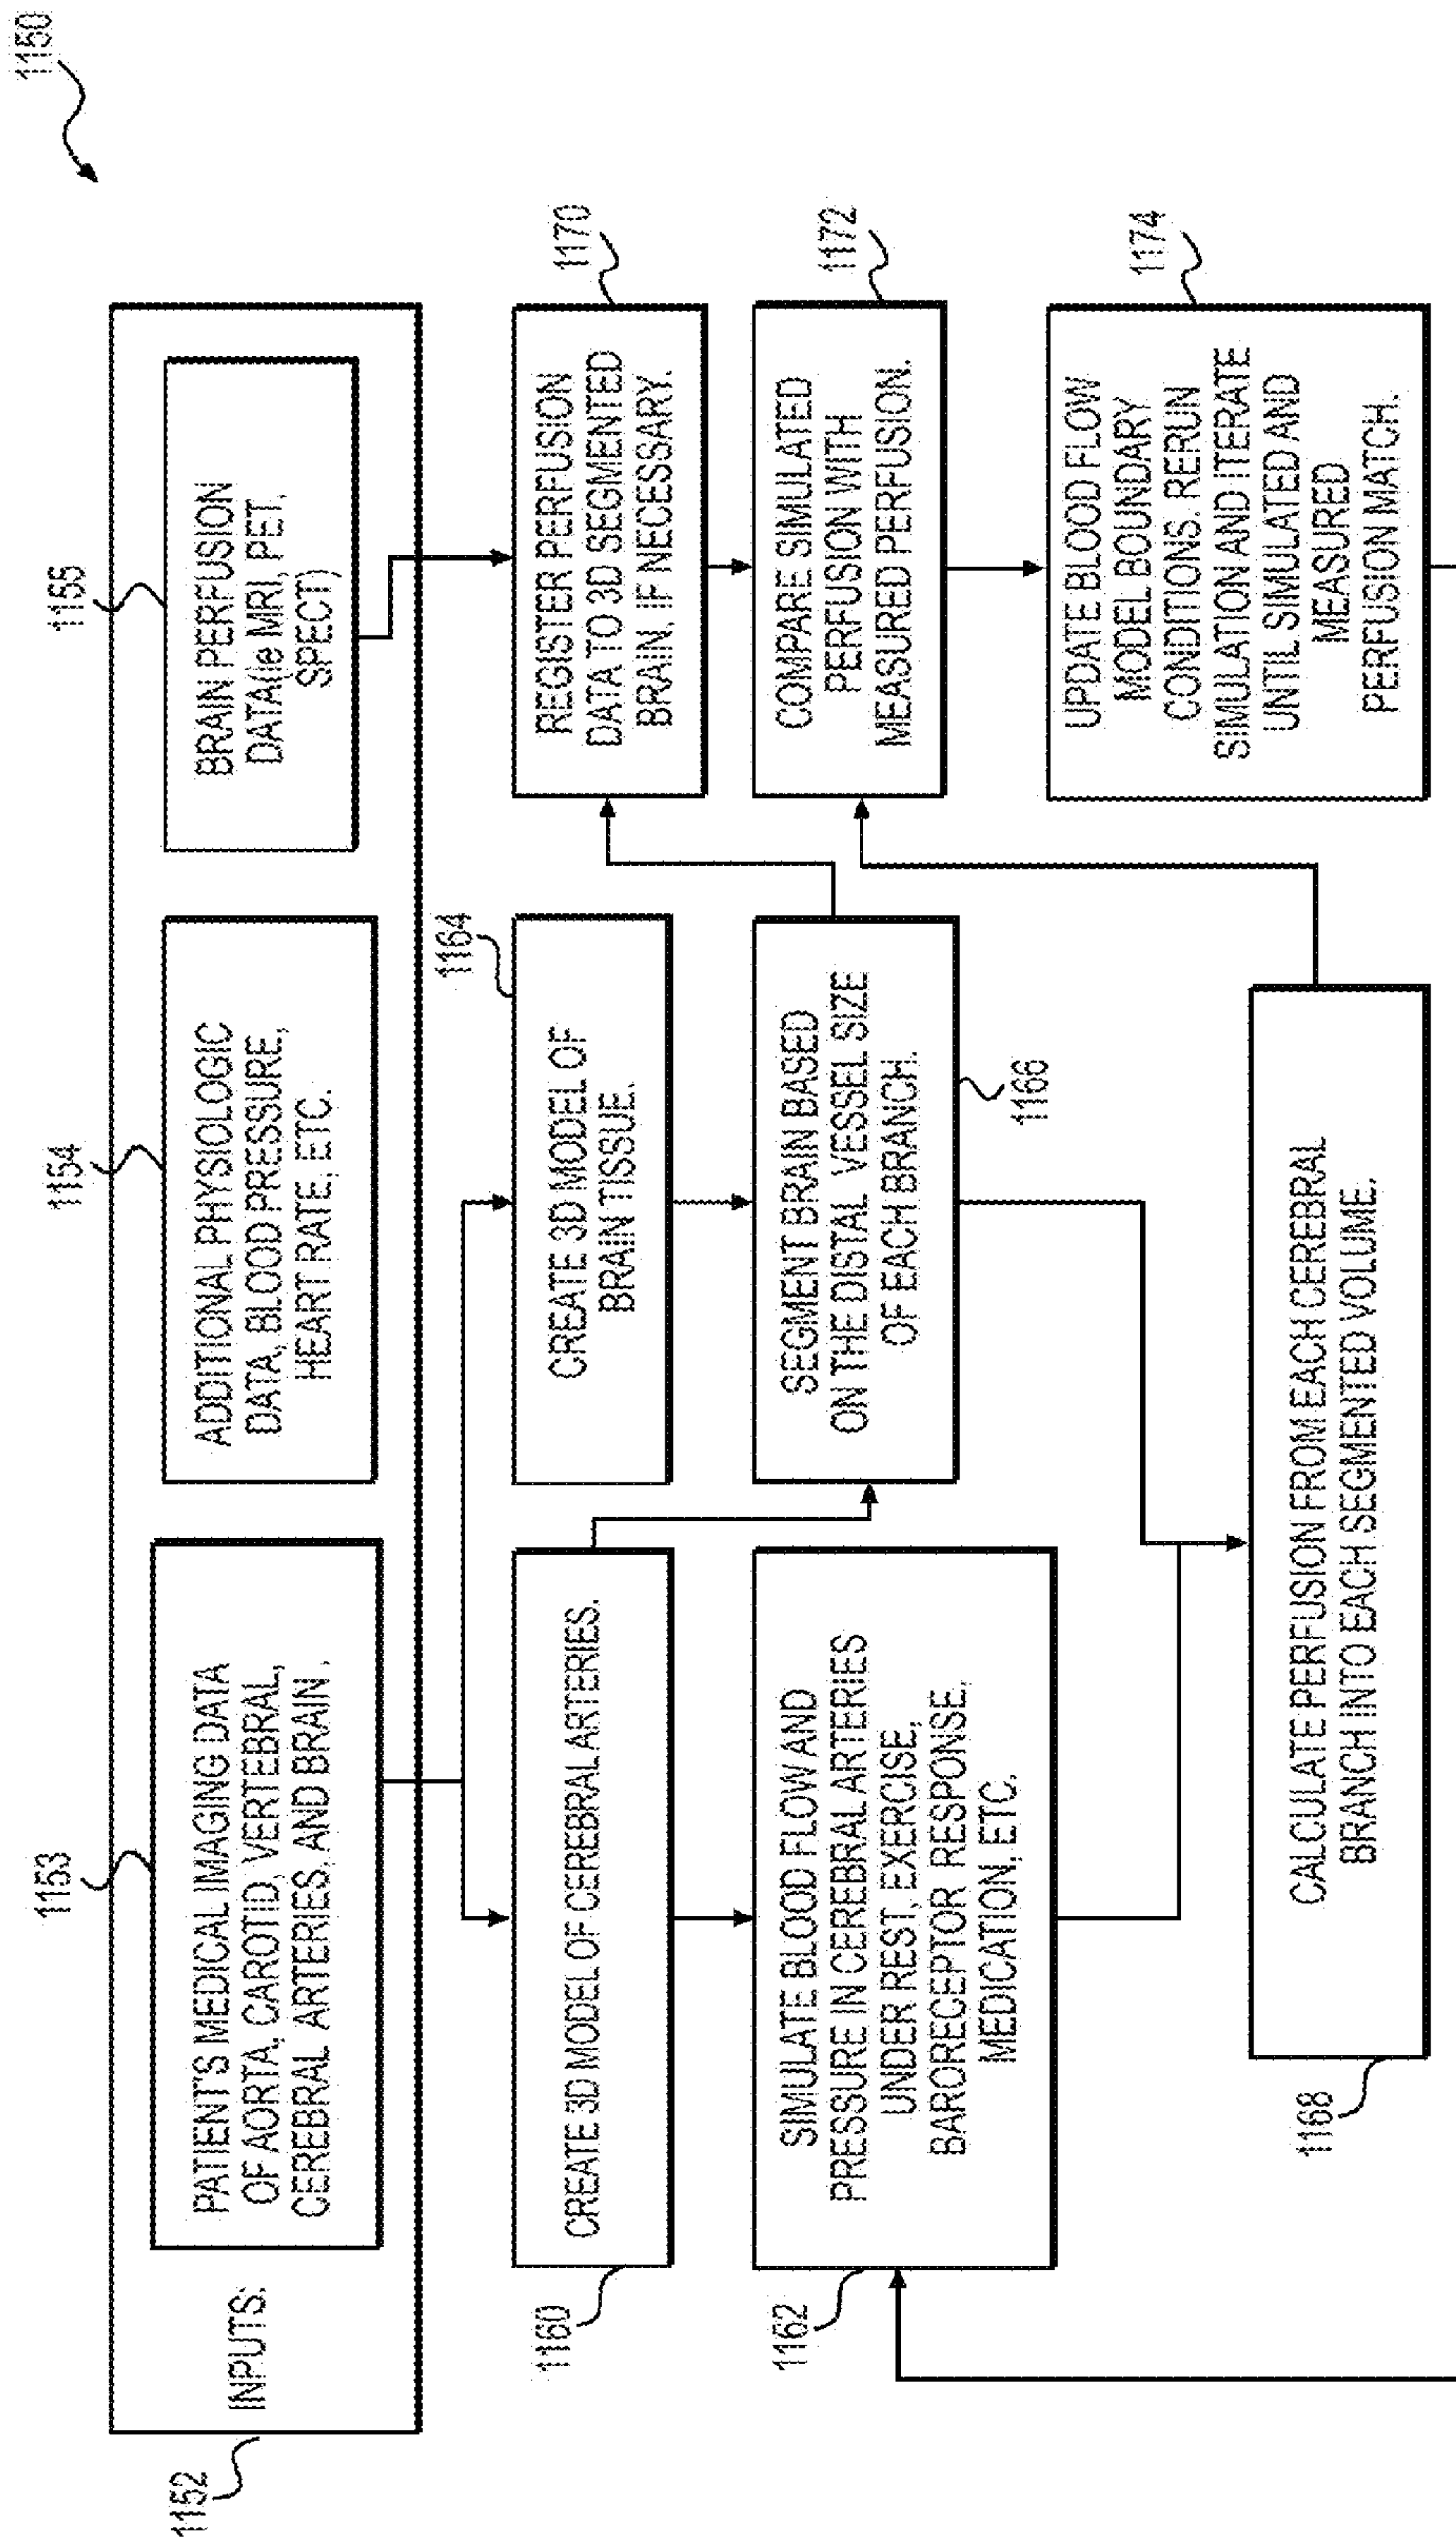 1150
1152
INPUTS:
1153
PATIENT'S MEDICAL IMAGING DATA
OF AORTA, CAROTID, VERTEBRAL,
CEREBRAL ARTERIES, AND BRAIN.
1154
ADDITIONAL PHYSIOLOGIC
DATA, BLOOD PRESSURE,
HEART RATE, ETC.
1155
BRAIN PERFUSION
DATA(ie MRI, PET,
SPECT)
1160
CREATE 3D MODEL OF CEREBRAL ARTERIES.
1164
CREATE 3D MODEL OF
BRAIN TISSUE.
1170
REGISTER PERFUSION
DATA TO 3D SEGMENTED
BRAIN, IF NECESSARY.
1162
SIMULATE BLOOD FLOW AND
PRESSURE IN CEREBRAL ARTERIES
UNDER REST, EXERCISE,
BARORECEPTOR RESPONSE,
MEDICATION, ETC.
1166
SEGMENT BRAIN BASED
ON THE DISTAL VESSEL SIZE
OF EACH BRANCH.
1172
COMPARE SIMULATED
PERFUSION WITH
MEASURED PERFUSION.
1168
CALCULATE PERFUSION FROM EACH CEREBRAL
BRANCH INTO EACH SEGMENTED VOLUME.
1174
UPDATE BLOOD FLOW
MODEL BOUNDARY
CONDITIONS. RERUN
SIMULATION AND ITERATE
UNTIL SIMULATED AND
MEASURED
PERFUSION MATCH.